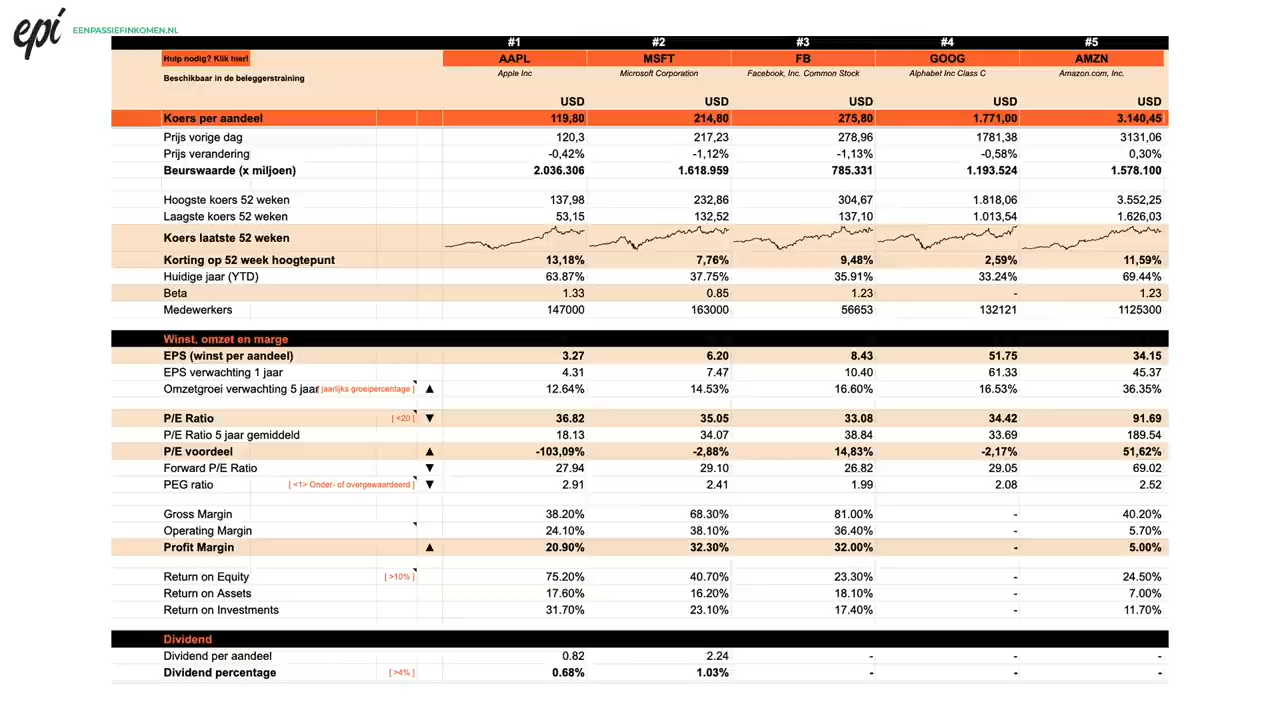 epi EENPASSIEFINKOMEN.NL
#1 #2 #3 #4 #5
Hulp nodig? Klik hier! AAPL MSFT FB GOOG AMZN
Beschikbaar in de beleggerstraining Apple Inc Microsoft Corporation Facebook, Inc. Common Stock Alphabet Inc Class C Amazon.com, Inc.
USD USD USD USD USD
Koers per aandeel 119,80 214,80 275,80 1.771,00 3.140,45
Prijs vorige dag 120,3 217,23 278,96 1781,38 3131,06
Prijs verandering -0,42% -1,12% -1,13% -0,58% 0,30%
Beurswaarde (x miljoen) 2.036.306 1.618.959 785.331 1.193.524 1.578.100
Hoogste koers 52 weken 137,98 232,86 304,67 1.818,06 3.552,25
Laagste koers 52 weken 53,15 132,52 137,10 1.013,54 1.626,03
Koers laatste 52 weken
Korting op 52 week hoogtepunt 13,18% 7,76% 9,48% 2,59% 11,59%
Huidige jaar (YTD) 63.87% 37.75% 35.91% 33.24% 69.44%
Beta 1.33 0.85 1.23 - 1.23
Medewerkers 147000 163000 56653 132121 1125300
Winst, omzet en marge
EPS (winst per aandeel) 3.27 6.20 8.43 51.75 34.15
EPS verwachting 1 jaar 4.31 7.47 10.40 61.33 45.37
Omzetgroei verwachting 5 jaar [ jaarlijks groeipercentage ] ▲ 12.64% 14.53% 16.60% 16.53% 36.35%
P/E Ratio [ <20 ] ▼ 36.82 35.05 33.08 34.42 91.69
P/E Ratio 5 jaar gemiddeld 18.13 34.07 38.84 33.69 189.54
P/E voordeel ▲ -103,09% -2,88% 14,83% -2,17% 51,62%
Forward P/E Ratio ▼ 27.94 29.10 26.82 29.05 69.02
PEG ratio [ <1> Onder- of overgewaardeerd ] ▼ 2.91 2.41 1.99 2.08 2.52
Gross Margin 38.20% 68.30% 81.00% - 40.20%
Operating Margin 24.10% 38.10% 36.40% - 5.70%
Profit Margin ▲ 20.90% 32.30% 32.00% - 5.00%
Return on Equity [ >10% ] 75.20% 40.70% 23.30% - 24.50%
Return on Assets 17.60% 16.20% 18.10% - 7.00%
Return on Investments 31.70% 23.10% 17.40% - 11.70%
Dividend
Dividend per aandeel 0.82 2.24 - - -
Dividend percentage [ >4% ] 0.68% 1.03% - - -